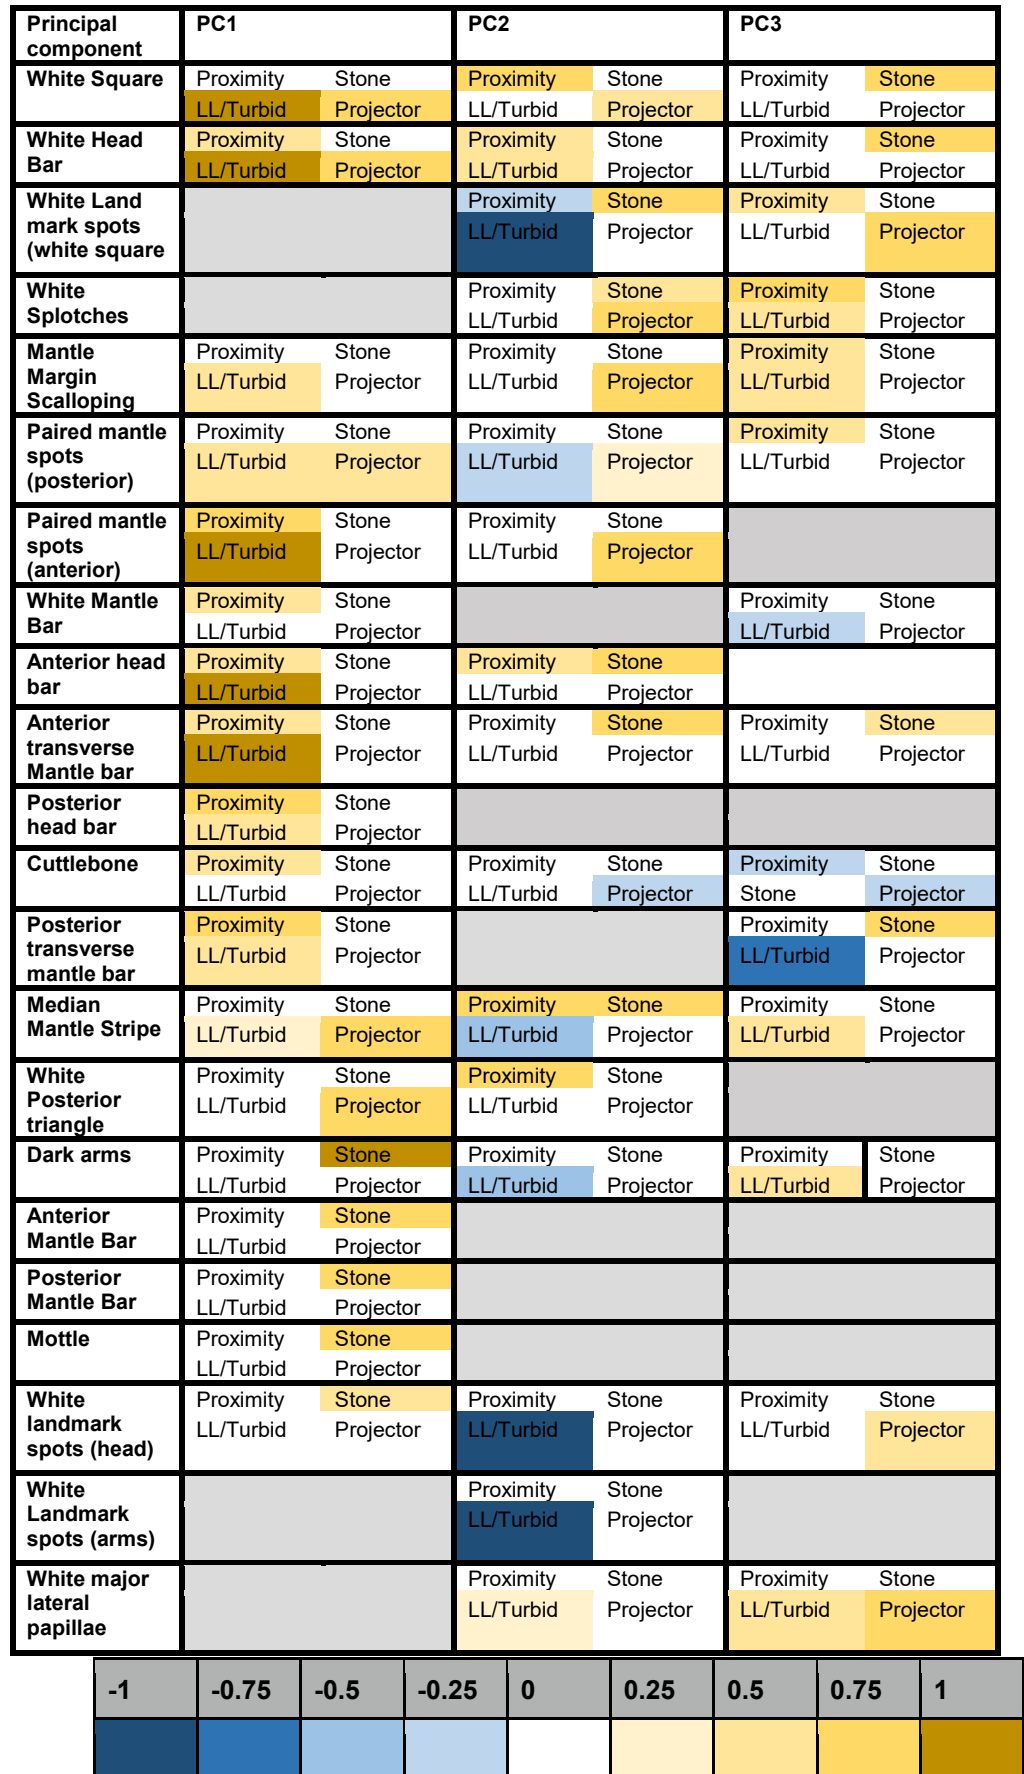 Principal component PC1 PC2 PC3
White Square Proximity Stone Proximity Stone Proximity Stone
LL/Turbid Projector LL/Turbid Projector LL/Turbid Projector
White Head Proximity Stone Proximity Stone Proximity Stone
Bar LL/Turbid Projector LL/Turbid Projector LL/Turbid Projector
White Land Proximity Stone Proximity Stone
mark spots LL/Turbid Projector LL/Turbid Projector
(white square
White Proximity Stone Proximity Stone
Splotches LL/Turbid Projector LL/Turbid Projector
Mantle Proximity Stone Proximity Stone Proximity Stone
Margin LL/Turbid Projector LL/Turbid Projector LL/Turbid Projector
Scalloping
Paired mantle Proximity Stone Proximity Stone Proximity Stone
spots LL/Turbid Projector LL/Turbid Projector LL/Turbid Projector
(posterior)
Paired mantle Proximity Stone Proximity Stone
spots LL/Turbid Projector LL/Turbid Projector
(anterior)
White Mantle Proximity Stone Proximity Stone
Bar LL/Turbid Projector LL/Turbid Projector
Anterior head Proximity Stone Proximity Stone
bar LL/Turbid Projector LL/Turbid Projector
Anterior Proximity Stone Proximity Stone Proximity Stone
transverse LL/Turbid Projector LL/Turbid Projector LL/Turbid Projector
Mantle bar
Posterior Proximity Stone
head bar LL/Turbid Projector
Cuttlebone Proximity Stone Proximity Stone Proximity Stone
LL/Turbid Projector LL/Turbid Projector Stone Projector
Posterior Proximity Stone Proximity Stone
transverse LL/Turbid Projector LL/Turbid Projector
mantle bar
Median Proximity Stone Proximity Stone Proximity Stone
Mantle Stripe LL/Turbid Projector LL/Turbid Projector LL/Turbid Projector
White Proximity Stone Proximity Stone
Posterior LL/Turbid Projector LL/Turbid Projector
triangle
Dark arms Proximity Stone Proximity Stone Proximity Stone
LL/Turbid Projector LL/Turbid Projector LL/Turbid Projector
Anterior Proximity Stone
Mantle Bar LL/Turbid Projector
Posterior Proximity Stone
Mantle Bar LL/Turbid Projector
Mottle Proximity Stone
LL/Turbid Projector
White Proximity Stone Proximity Stone Proximity Stone
landmark LL/Turbid Projector LL/Turbid Projector LL/Turbid Projector
spots (head)
White Proximity Stone
Landmark LL/Turbid Projector
spots (arms)
White major Proximity Stone Proximity Stone
lateral LL/Turbid Projector LL/Turbid Projector
papillae
-1 -0.75 -0.5 -0.25 0 0.25 0.5 0.75 1